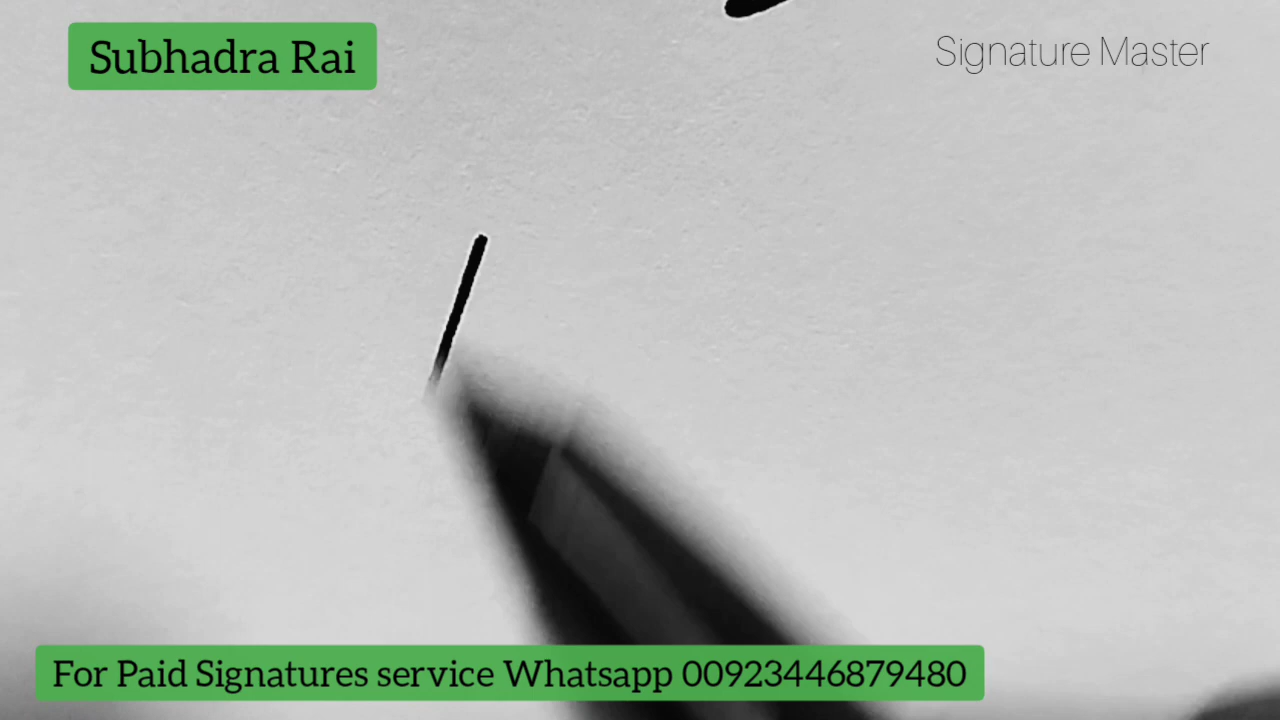 Subhadra Rai
Signature Master
For Paid Signatures service Whatsapp 00923446879480